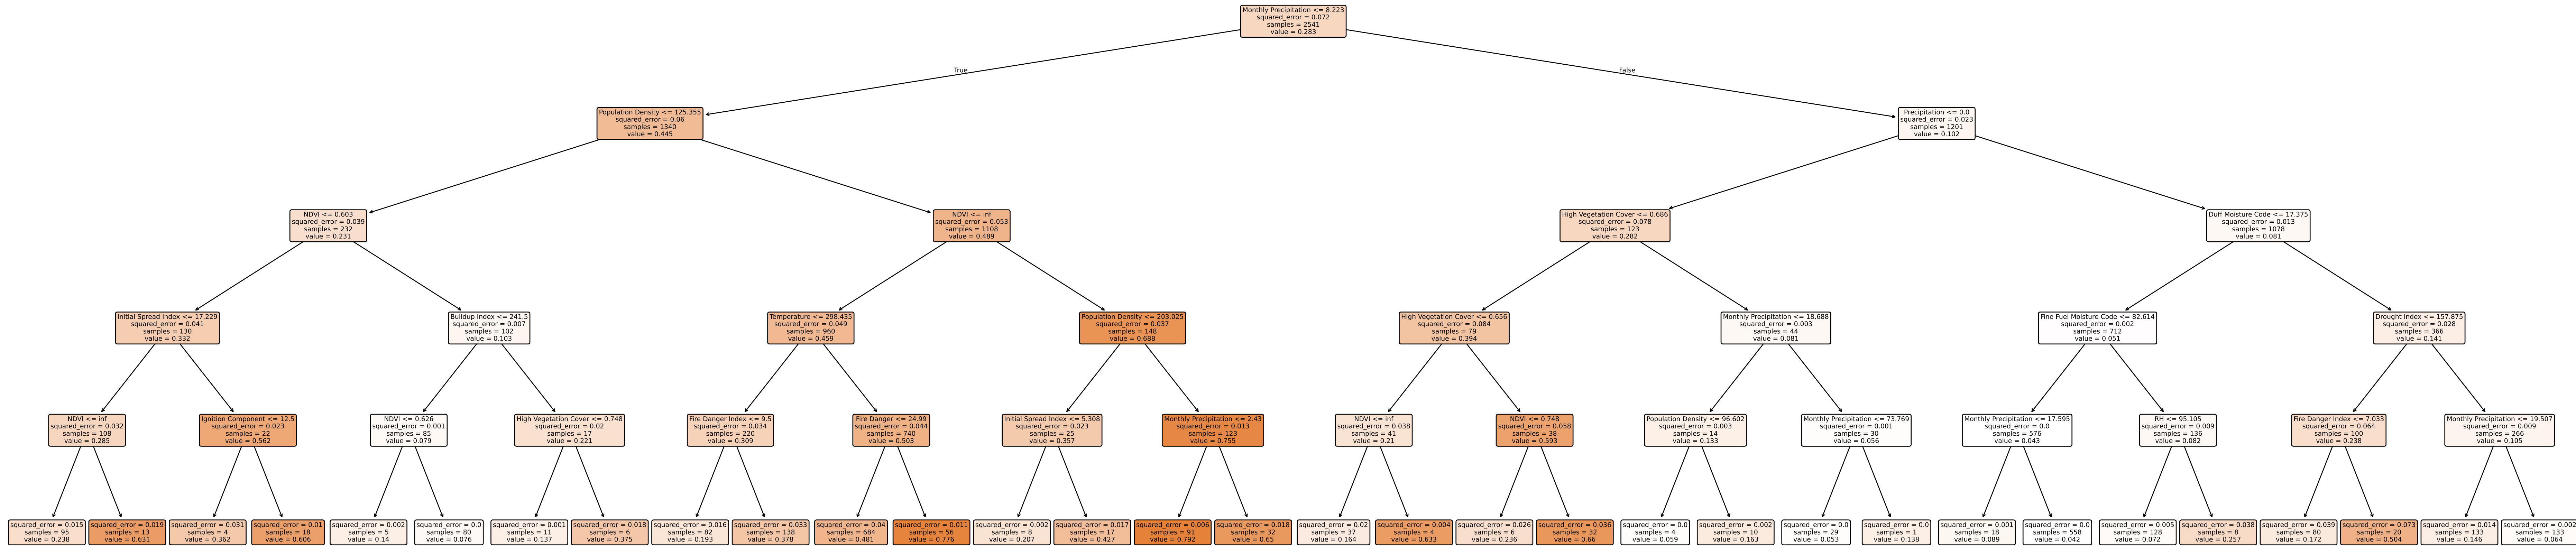 Monthly Precipitation <= 8.223
squared_error = 0.072
samples = 2541
value = 0.283
True
False
Population Density <= 125.355
squared_error = 0.06
samples = 1340
value = 0.445
Precipitation <= 0.0
squared_error = 0.023
samples = 1201
value = 0.102
NDVI <= 0.603
squared_error = 0.039
samples = 232
value = 0.231
NDVI <= inf
squared_error = 0.053
samples = 1108
value = 0.489
High Vegetation Cover <= 0.686
squared_error = 0.078
samples = 123
value = 0.282
Duff Moisture Code <= 17.375
squared_error = 0.013
samples = 1078
value = 0.081
Initial Spread Index <= 17.229
squared_error = 0.041
samples = 130
value = 0.332
Buildup Index <= 241.5
squared_error = 0.007
samples = 102
value = 0.103
Temperature <= 298.435
squared_error = 0.049
samples = 960
value = 0.459
Population Density <= 203.025
squared_error = 0.037
samples = 148
value = 0.688
High Vegetation Cover <= 0.656
squared_error = 0.084
samples = 79
value = 0.394
Monthly Precipitation <= 18.688
squared_error = 0.003
samples = 44
value = 0.081
Fine Fuel Moisture Code <= 82.614
squared_error = 0.002
samples = 712
value = 0.051
Drought Index <= 157.875
squared_error = 0.028
samples = 366
value = 0.141
NDVI <= inf
squared_error = 0.032
samples = 108
value = 0.285
Ignition Component <= 12.5
squared_error = 0.023
samples = 22
value = 0.562
NDVI <= 0.626
squared_error = 0.001
samples = 85
value = 0.079
High Vegetation Cover <= 0.748
squared_error = 0.02
samples = 17
value = 0.221
Fire Danger Index <= 9.5
squared_error = 0.034
samples = 220
value = 0.309
Fire Danger <= 24.99
squared_error = 0.044
samples = 740
value = 0.503
Initial Spread Index <= 5.308
squared_error = 0.023
samples = 25
value = 0.357
Monthly Precipitation <= 2.43
squared_error = 0.013
samples = 123
value = 0.755
NDVI <= inf
squared_error = 0.038
samples = 41
value = 0.21
NDVI <= 0.748
squared_error = 0.058
samples = 38
value = 0.593
Population Density <= 96.602
squared_error = 0.003
samples = 14
value = 0.133
Monthly Precipitation <= 73.769
squared_error = 0.001
samples = 30
value = 0.056
Monthly Precipitation <= 17.595
squared_error = 0.0
samples = 576
value = 0.043
RH <= 95.105
squared_error = 0.009
samples = 136
value = 0.082
Fire Danger Index <= 7.033
squared_error = 0.064
samples = 100
value = 0.238
Monthly Precipitation <= 19.507
squared_error = 0.009
samples = 266
value = 0.105
squared_error = 0.015
samples = 95
value = 0.238
squared_error = 0.019
samples = 13
value = 0.631
squared_error = 0.031
samples = 4
value = 0.362
squared_error = 0.01
samples = 18
value = 0.606
squared_error = 0.002
samples = 5
value = 0.14
squared_error = 0.0
samples = 80
value = 0.076
squared_error = 0.001
samples = 11
value = 0.137
squared_error = 0.018
samples = 6
value = 0.375
squared_error = 0.016
samples = 82
value = 0.193
squared_error = 0.033
samples = 138
value = 0.378
squared_error = 0.04
samples = 684
value = 0.481
squared_error = 0.011
samples = 56
value = 0.776
squared_error = 0.002
samples = 8
value = 0.207
squared_error = 0.017
samples = 17
value = 0.427
squared_error = 0.006
samples = 91
value = 0.792
squared_error = 0.018
samples = 32
value = 0.65
squared_error = 0.02
samples = 37
value = 0.164
squared_error = 0.004
samples = 4
value = 0.633
squared_error = 0.026
samples = 6
value = 0.236
squared_error = 0.036
samples = 32
value = 0.66
squared_error = 0.0
samples = 4
value = 0.059
squared_error = 0.002
samples = 10
value = 0.163
squared_error = 0.0
samples = 29
value = 0.053
squared_error = 0.0
samples = 1
value = 0.138
squared_error = 0.001
samples = 18
value = 0.089
squared_error = 0.0
samples = 558
value = 0.042
squared_error = 0.005
samples = 128
value = 0.072
squared_error = 0.038
samples = 8
value = 0.257
squared_error = 0.039
samples = 80
value = 0.172
squared_error = 0.073
samples = 20
value = 0.504
squared_error = 0.014
samples = 133
value = 0.146
squared_error = 0.002
samples = 133
value = 0.064